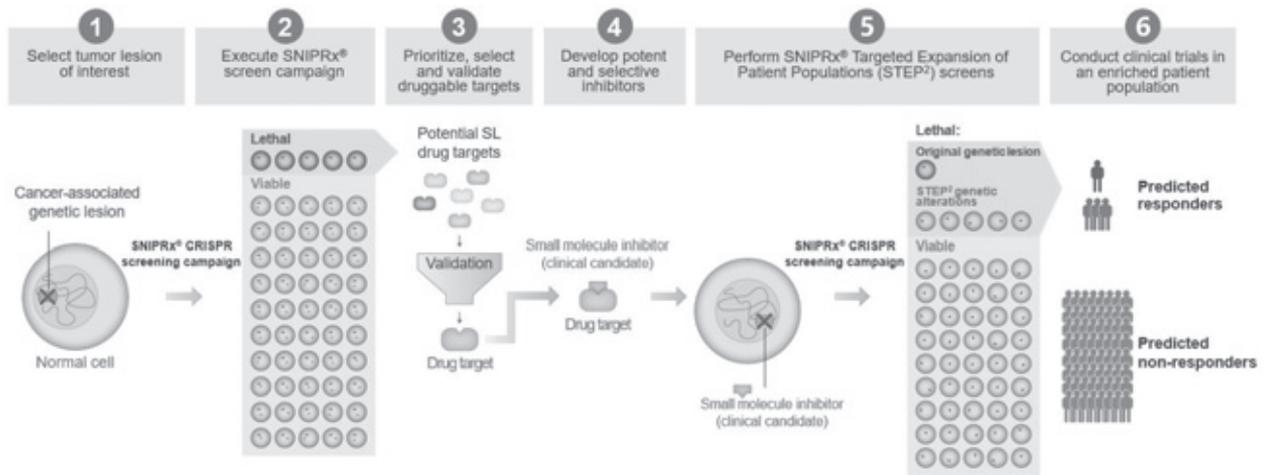 1
Select tumor lesion
of interest
2
Execute SNIPRx®
screen campaign
3
Prioritize, select
and validate
druggable targets
4
Develop potent
and selective
inhibitors
5
Perform SNIPRx® Targeted Expansion of
Patient Populations (STEP²) screens
6
Conduct clinical trials in
an enriched patient
population
Cancer-associated
genetic lesion
Normal cell
SNIPRx® CRISPR
screening campaign
Lethal
Viable
Potential SL
drug targets
Validation
Drug target
Small molecule inhibitor
(clinical candidate)
Drug target
Small molecule inhibitor
(clinical candidate)
SNIPRx® CRISPR
screening campaign
Lethal:
Original genetic lesion
STEP² genetic
alterations
Viable
Predicted
responders
Predicted
non-responders